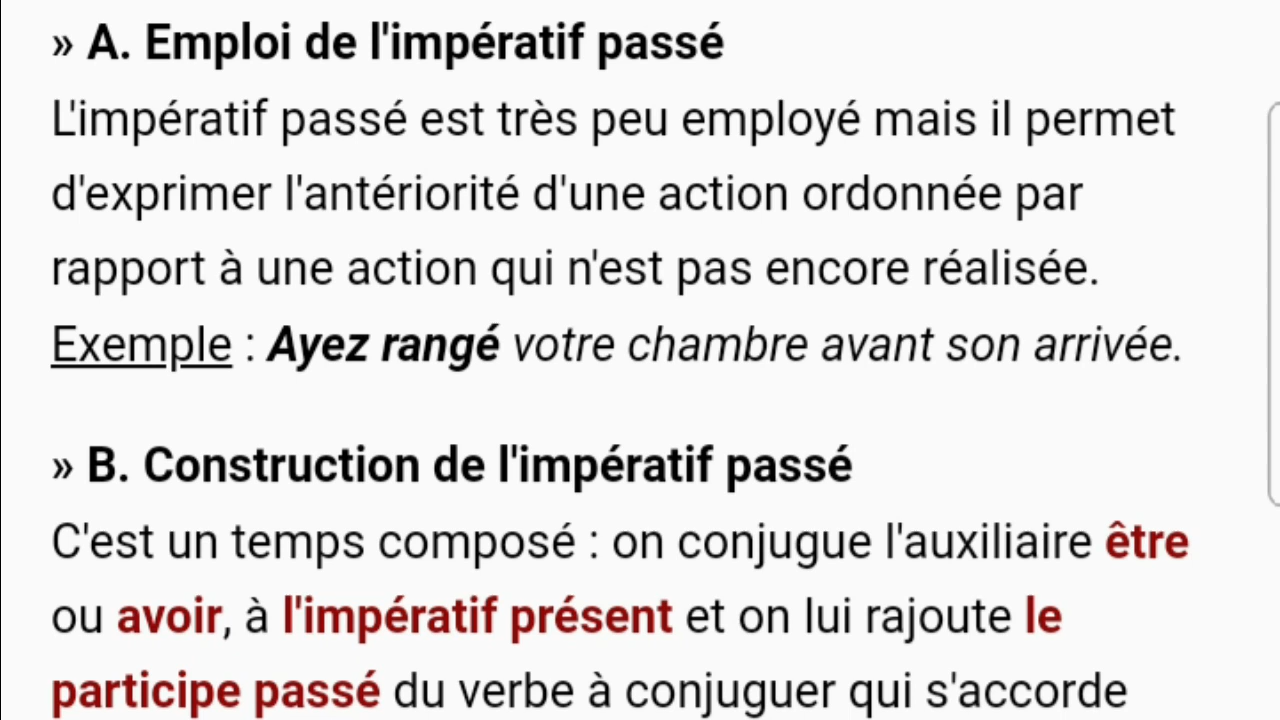 » A. Emploi de l'impératif passé
L'impératif passé est très peu employé mais il permet
d'exprimer l'antériorité d'une action ordonnée par
rapport à une action qui n'est pas encore réalisée.
Exemple : Ayez rangé votre chambre avant son arrivée.
» B. Construction de l'impératif passé
C'est un temps composé : on conjugue l'auxiliaire être
ou avoir, à l'impératif présent et on lui rajoute le
participe passé du verbe à conjuguer qui s'accorde